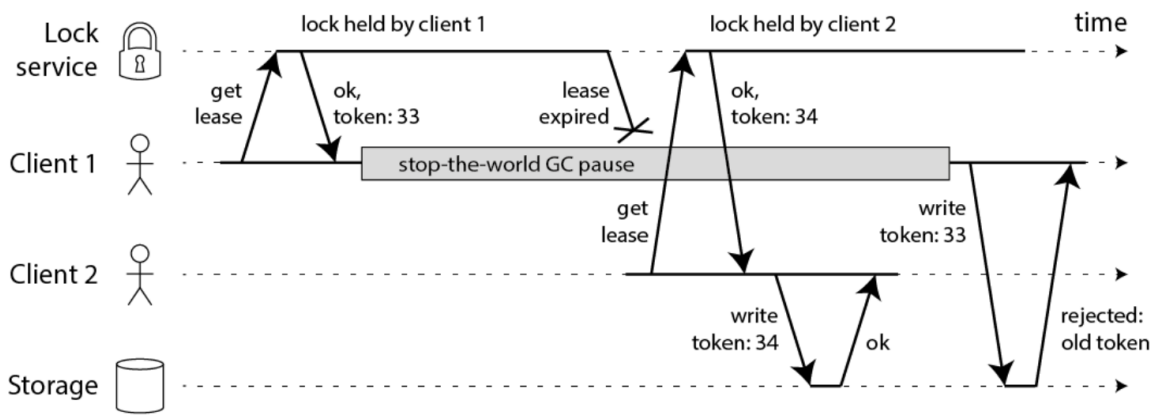 Lock
service
lock held by client 1
lock held by client 2
time
get
lease
ok,
token: 33
lease
expired
ok,
token: 34
Client 1
stop-the-world GC pause
get
lease
write
token: 33
Client 2
write
token: 34
ok
rejected:
old token
Storage